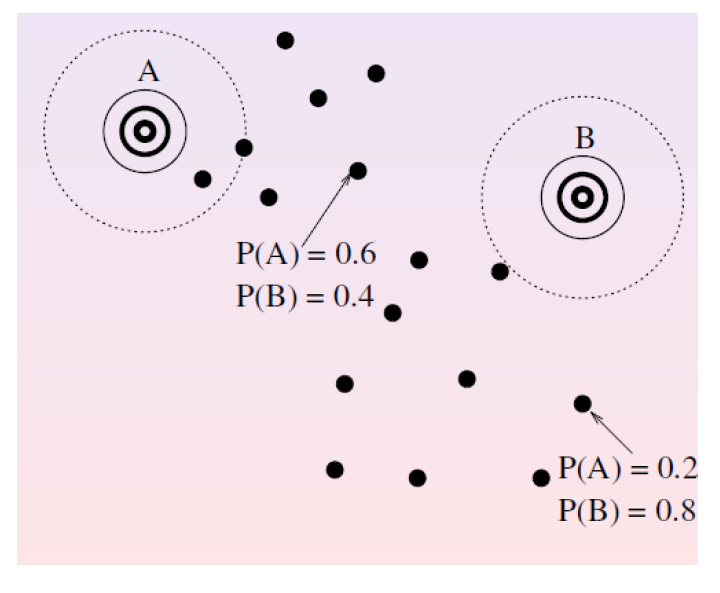 A
B
P(A) = 0.6
P(B) = 0.4
P(A) = 0.2
P(B) = 0.8